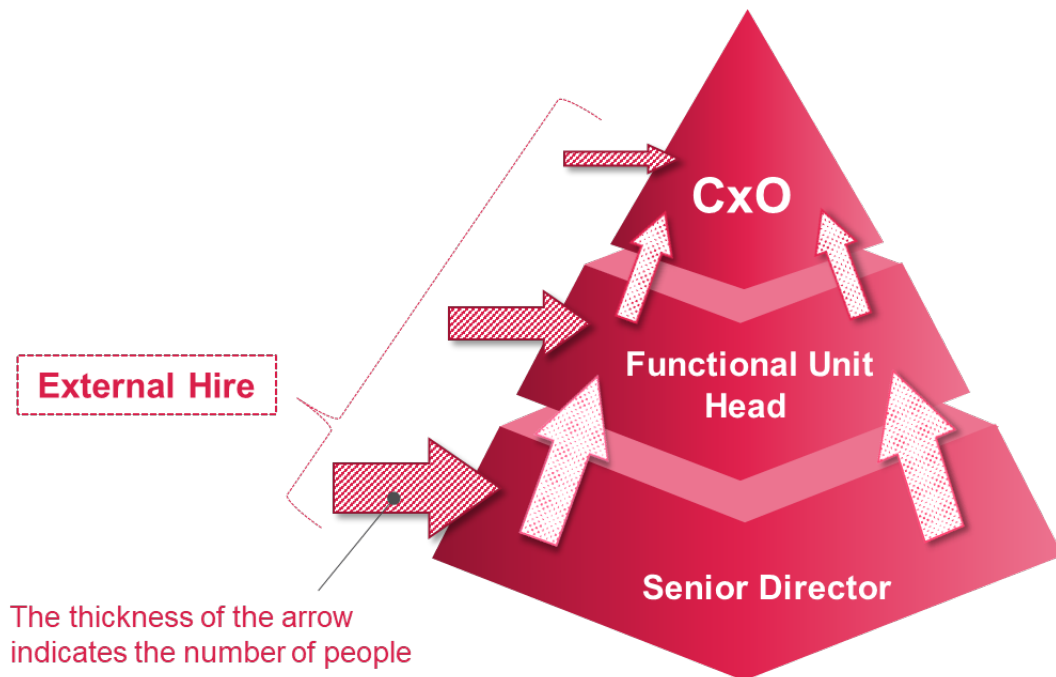 CxO
Functional Unit
Head
External Hire
Senior Director
The thickness of the arrow
indicates the number of people